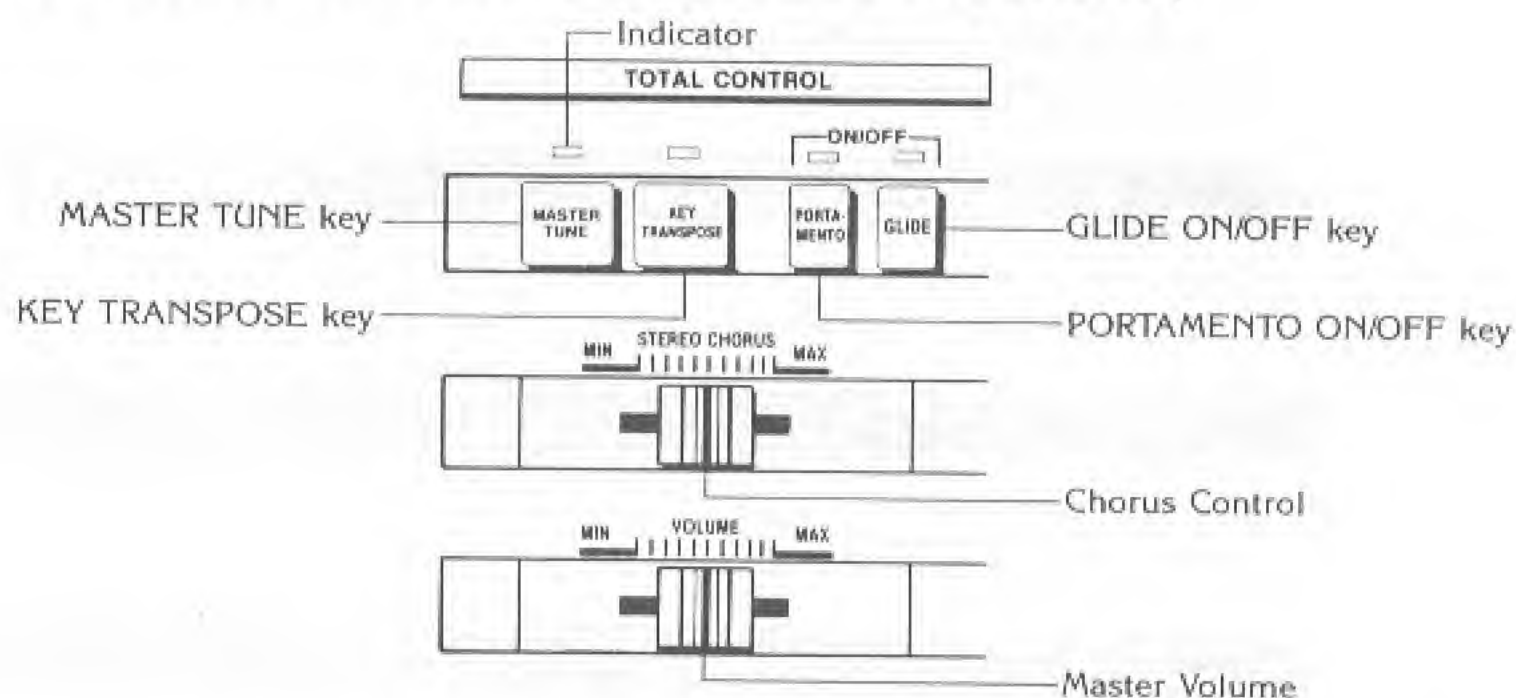 Indicator
TOTAL CONTROL
ON/OFF
MASTER TUNE key
MASTER
TUNE
KEY
TRANSPOSE
PORTA-
MENTO
GLIDE
GLIDE ON/OFF key
KEY TRANSPOSE key
PORTAMENTO ON/OFF key
MIN STEREO CHORUS MAX
Chorus Control
MIN VOLUME MAX
Master Volume